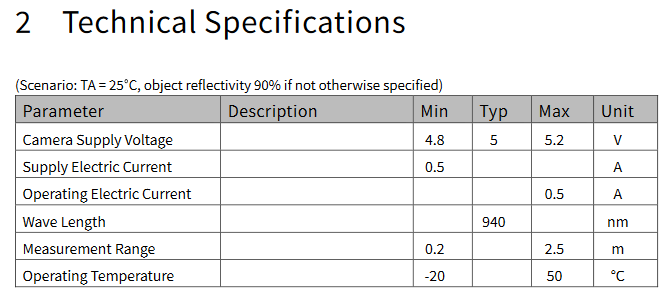 2 Technical Specifications
(Scenario: TA = 25°C, object reflectivity 90% if not otherwise specified)
Parameter Description Min Typ Max Unit
Camera Supply Voltage 4.8 5 5.2 V
Supply Electric Current 0.5 A
Operating Electric Current 0.5 A
Wave Length 940 nm
Measurement Range 0.2 2.5 m
Operating Temperature -20 50 °C